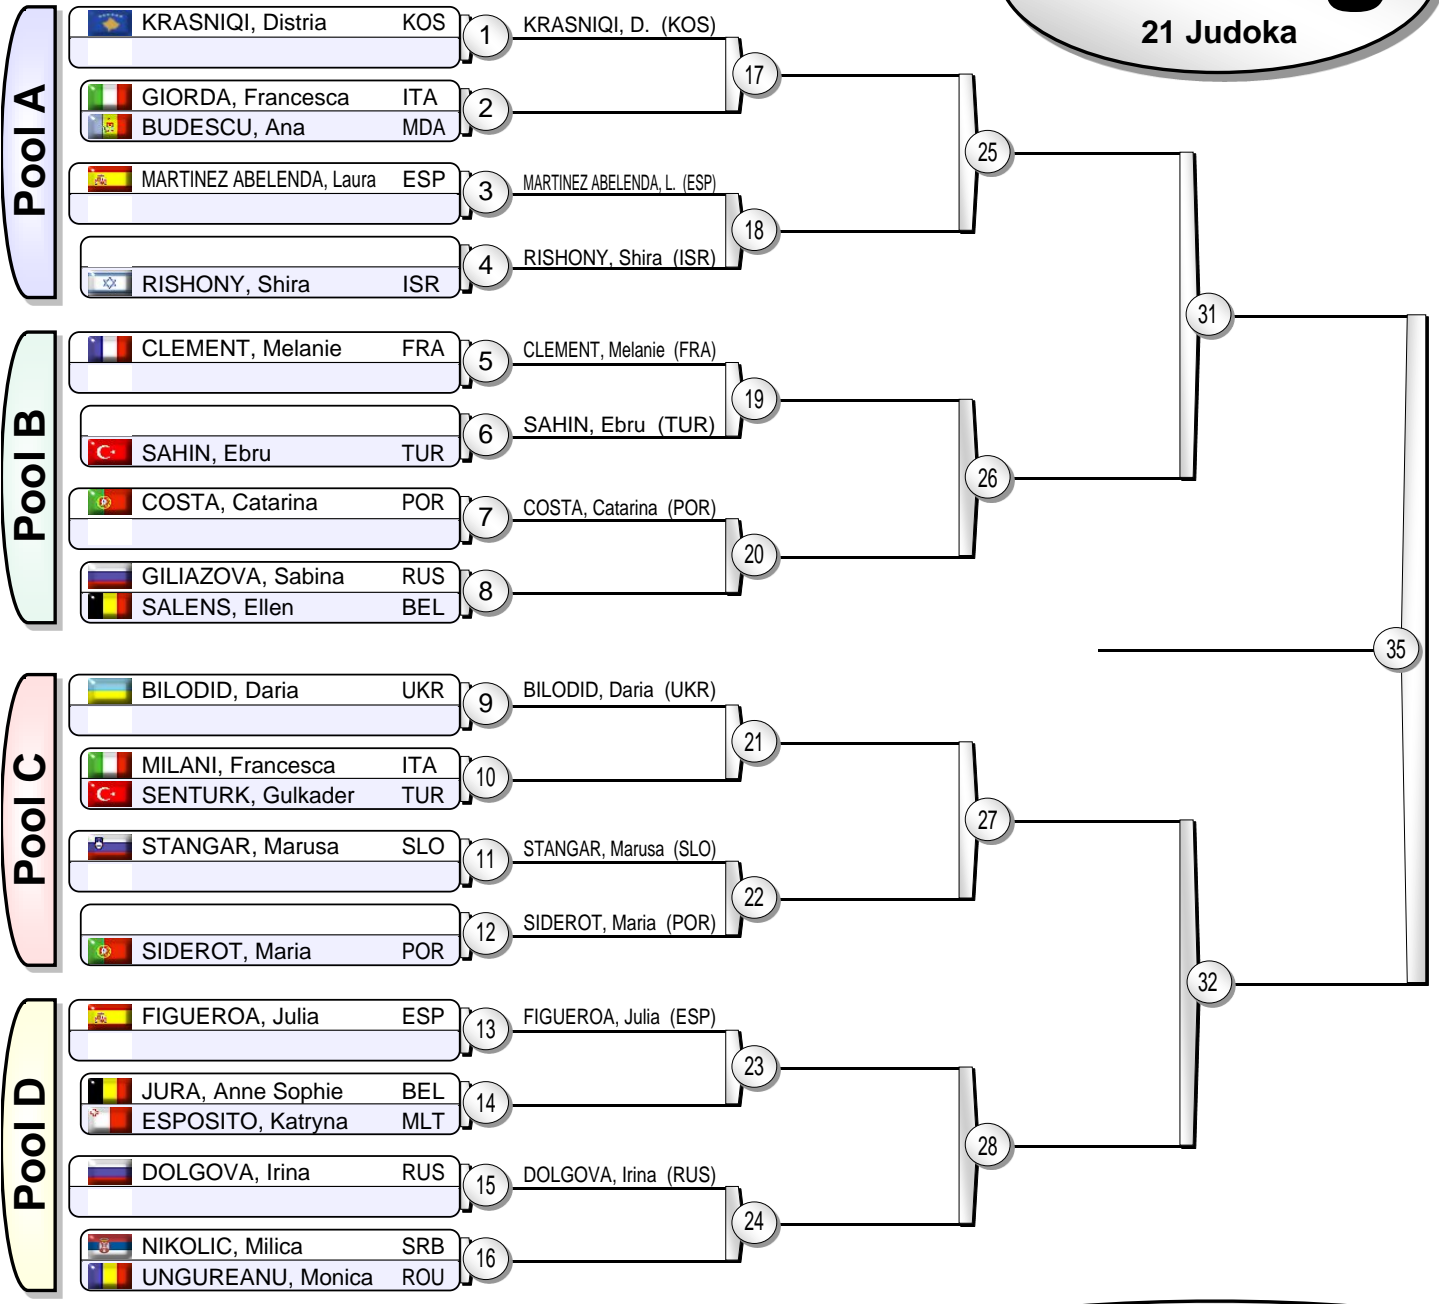 21 Judoka
Pool A
KRASNIQI, Distria KOS 1 KRASNIQI, D. (KOS)
17
GIORDA, Francesca ITA
2
BUDESCU, Ana MDA
25
MARTINEZ ABELENDA, Laura ESP 3 MARTINEZ ABELENDA, L. (ESP)
18
4 RISHONY, Shira (ISR)
RISHONY, Shira ISR
31
Pool B
CLEMENT, Melanie FRA 5 CLEMENT, Melanie (FRA)
19
6 SAHIN, Ebru (TUR)
SAHIN, Ebru TUR
26
COSTA, Catarina POR 7 COSTA, Catarina (POR)
20
GILIAZOVA, Sabina RUS
8
SALENS, Ellen BEL
35
Pool C
BILODID, Daria UKR 9 BILODID, Daria (UKR)
21
MILANI, Francesca ITA
10
SENTURK, Gulkader TUR
27
STANGAR, Marusa SLO 11 STANGAR, Marusa (SLO)
22
12 SIDEROT, Maria (POR)
SIDEROT, Maria POR
32
Pool D
FIGUEROA, Julia ESP 13 FIGUEROA, Julia (ESP)
23
JURA, Anne Sophie BEL
14
ESPOSITO, Katryna MLT
28
DOLGOVA, Irina RUS 15 DOLGOVA, Irina (RUS)
24
NIKOLIC, Milica SRB
16
UNGUREANU, Monica ROU